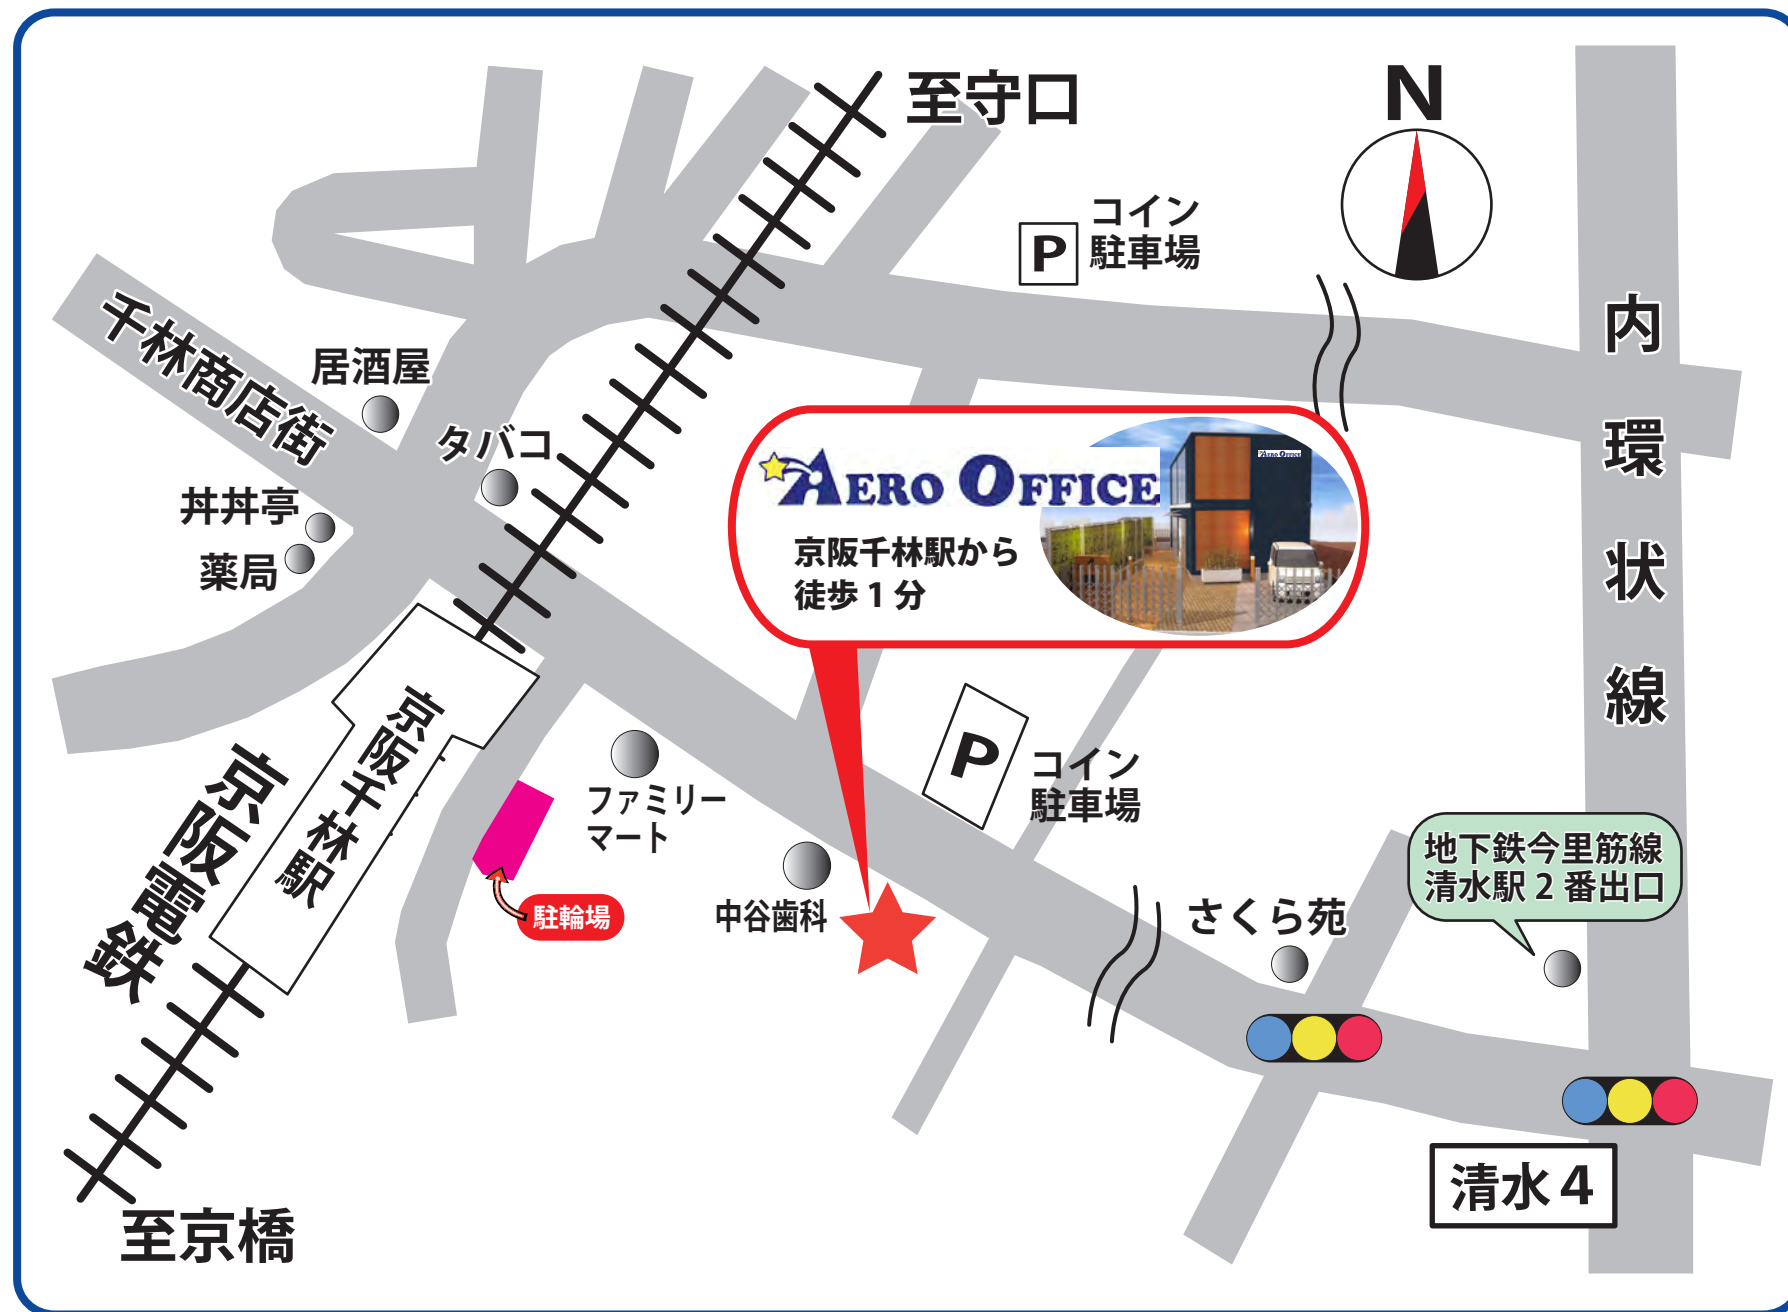 至守口
N
コイン
駐車場
P
内環状線
千林商店街
居酒屋
タバコ
丼丼亭
薬局
AERO OFFICE
AERO OFFICE
京阪千林駅から
徒歩 1 分
京阪千林駅
京阪電鉄
ファミリー
マート
P
コイン
駐車場
駐輪場
中谷歯科
さくら苑
地下鉄今里筋線
清水駅 2 番出口
清水 4
至京橋